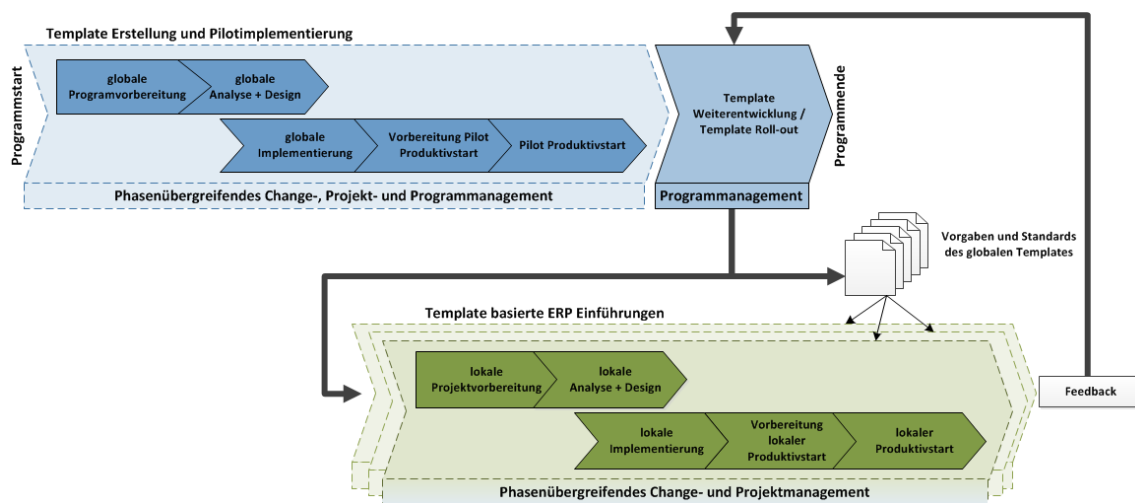 Template Erstellung und Pilotimplementierung
Programmstart
globale
Programvorbereitung
globale
Analyse + Design
globale
Implementierung
Vorbereitung Pilot
Produktivstart
Pilot Produktivstart
Phasenübergreifendes Change-, Projekt- und Programmanagement
Template
Weiterentwicklung /
Template Roll-out
Programmanagement
Programmende
Vorgaben und Standards
des globalen Templates
Template basierte ERP Einführungen
lokale
Projektvorbereitung
lokale
Analyse + Design
lokale
Implementierung
Vorbereitung
lokaler
Produktivstart
lokaler
Produktivstart
Phasenübergreifendes Change- und Projektmanagement
Feedback